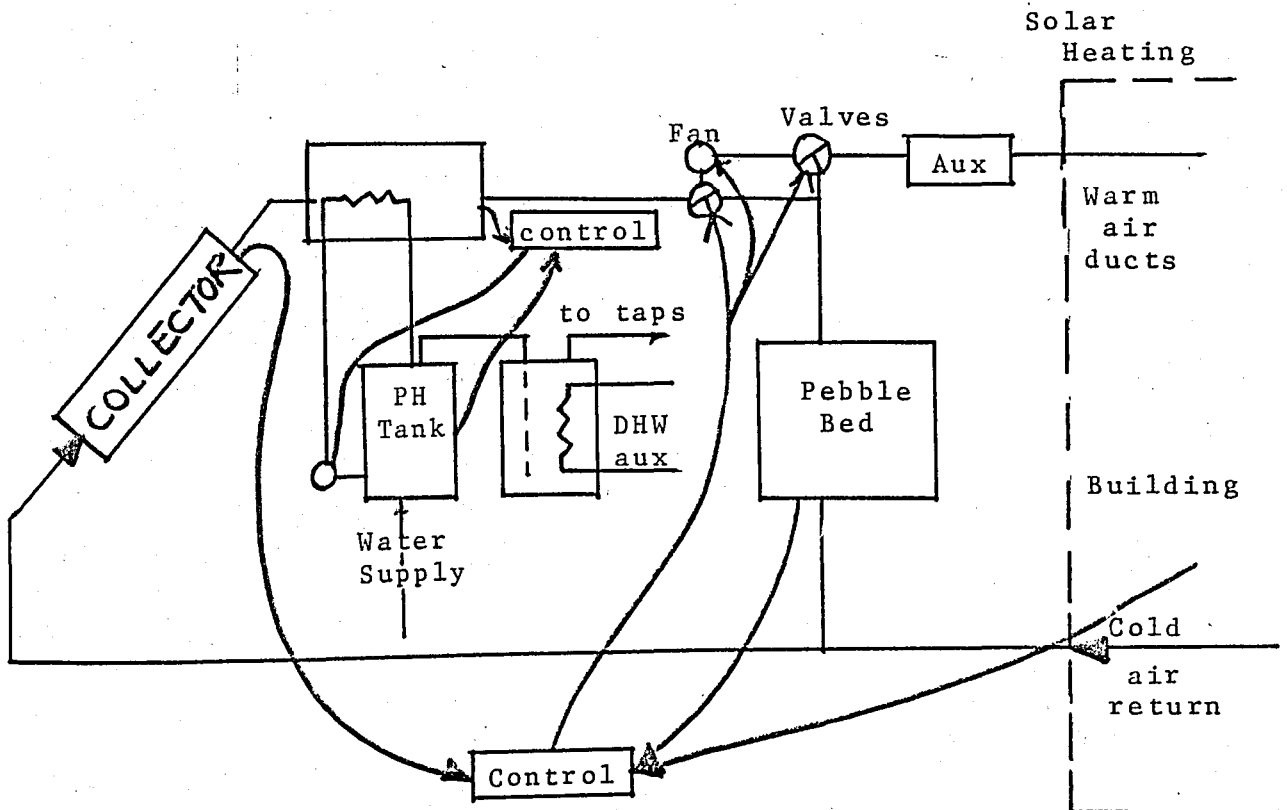 Solar
Heating
Valves
Fan
Aux
Warm
air
ducts
control
COLLECTOR
to taps
PH
Tank
DHW
aux
Pebble
Bed
Building
Water
Supply
Cold
air
return
Control